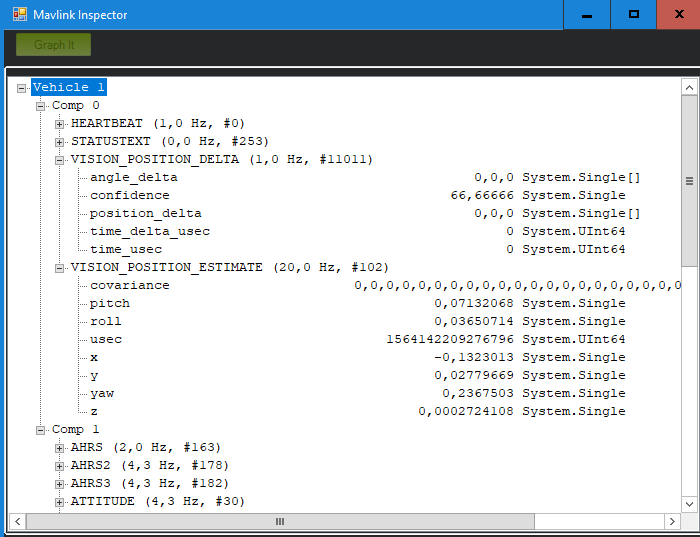 Mavlink Inspector
Graph It
Vehicle 1
Comp 0
HEARTBEAT (1,0 Hz, #0)
STATUSTEXT (0,0 Hz, #253)
VISION_POSITION_DELTA (1,0 Hz, #11011)
angle_delta 0,0,0 System.Single[]
confidence 66,66666 System.Single
position_delta 0,0,0 System.Single[]
time_delta_usec 0 System.UInt64
time_usec 0 System.UInt64
VISION_POSITION_ESTIMATE (20,0 Hz, #102)
covariance 0,0,0,0,0,0,0,0,0,0,0,0,0,0,0,0,0,0,0,0,0
pitch 0,07132068 System.Single
roll 0,03650714 System.Single
usec 1564142209276796 System.UInt64
x -0,1323013 System.Single
y 0,02779669 System.Single
yaw 0,2367503 System.Single
z 0,0002724108 System.Single
Comp 1
AHRS (2,0 Hz, #163)
AHRS2 (4,3 Hz, #178)
AHRS3 (4,3 Hz, #182)
ATTITUDE (4,3 Hz, #30)